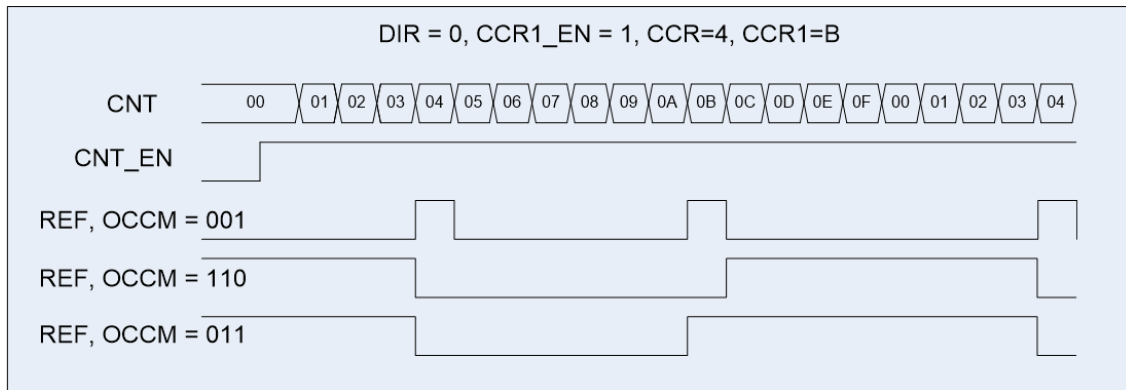 DIR = 0, CCR1_EN = 1, CCR=4, CCR1=B
CNT 00 01 02 03 04 05 06 07 08 09 0A 0B 0C 0D 0E 0F 00 01 02 03 04
CNT_EN
REF, OCCM = 001
REF, OCCM = 110
REF, OCCM = 011